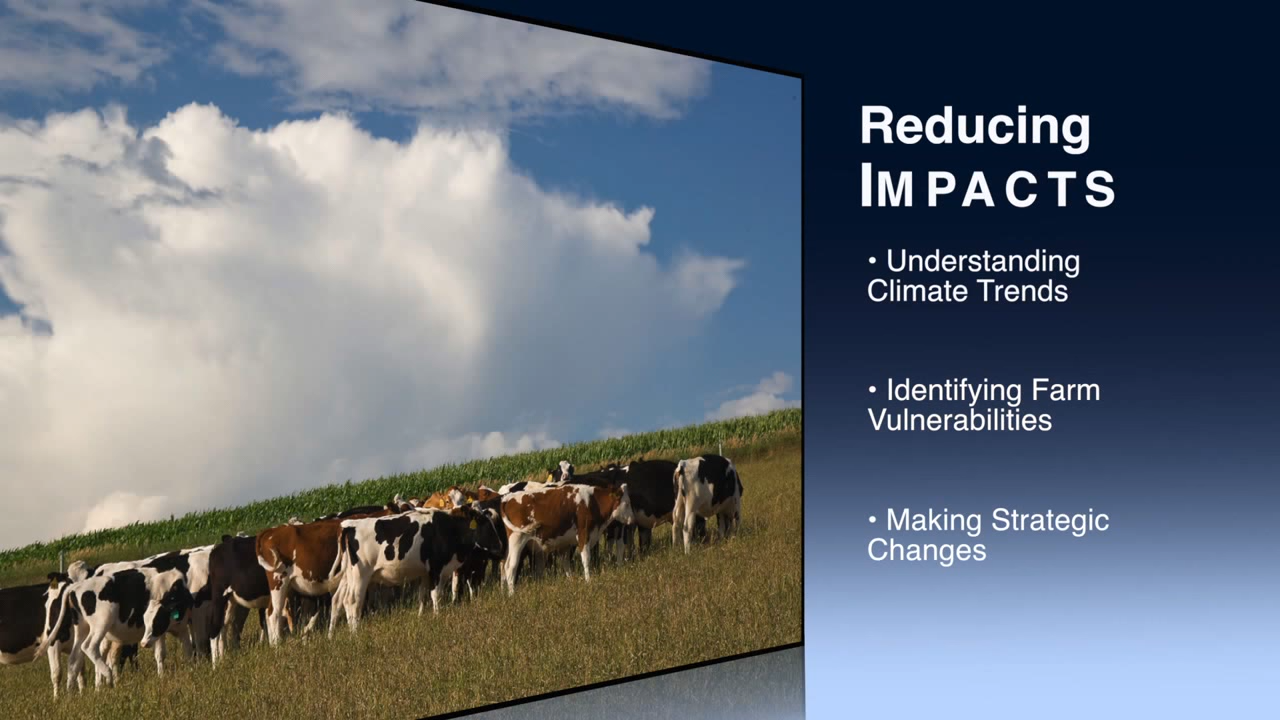 Reducing
IMPACTS
• Understanding
Climate Trends
• Identifying Farm
Vulnerabilities
• Making Strategic
Changes